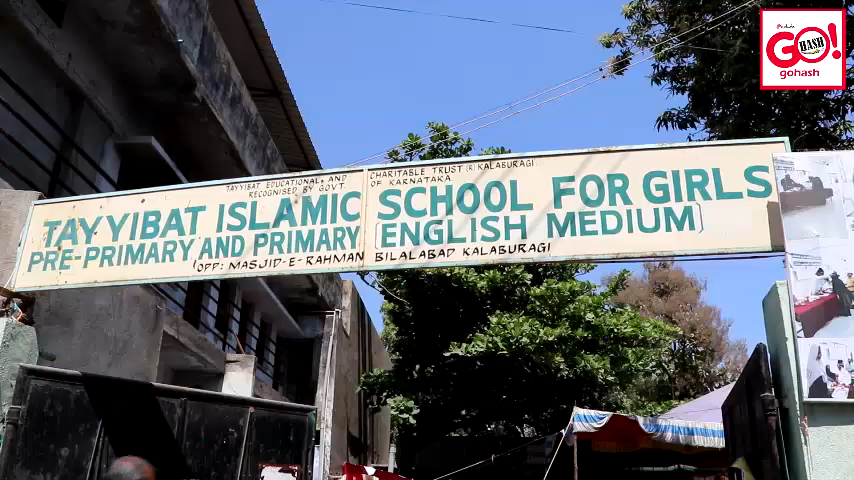 TAYYIBAT EDUCATIONAL AND CHARITABLE TRUST (R) KALABURAGI
RECOGNISED BY GOVT. OF KARNATAKA
TAYYIBAT ISLAMIC SCHOOL FOR GIRLS
PRE-PRIMARY AND PRIMARY (ENGLISH MEDIUM)
(OPP: MASJID-E-RAHMAN BILALABAD KALABURAGI
GO!
HASH
gohash